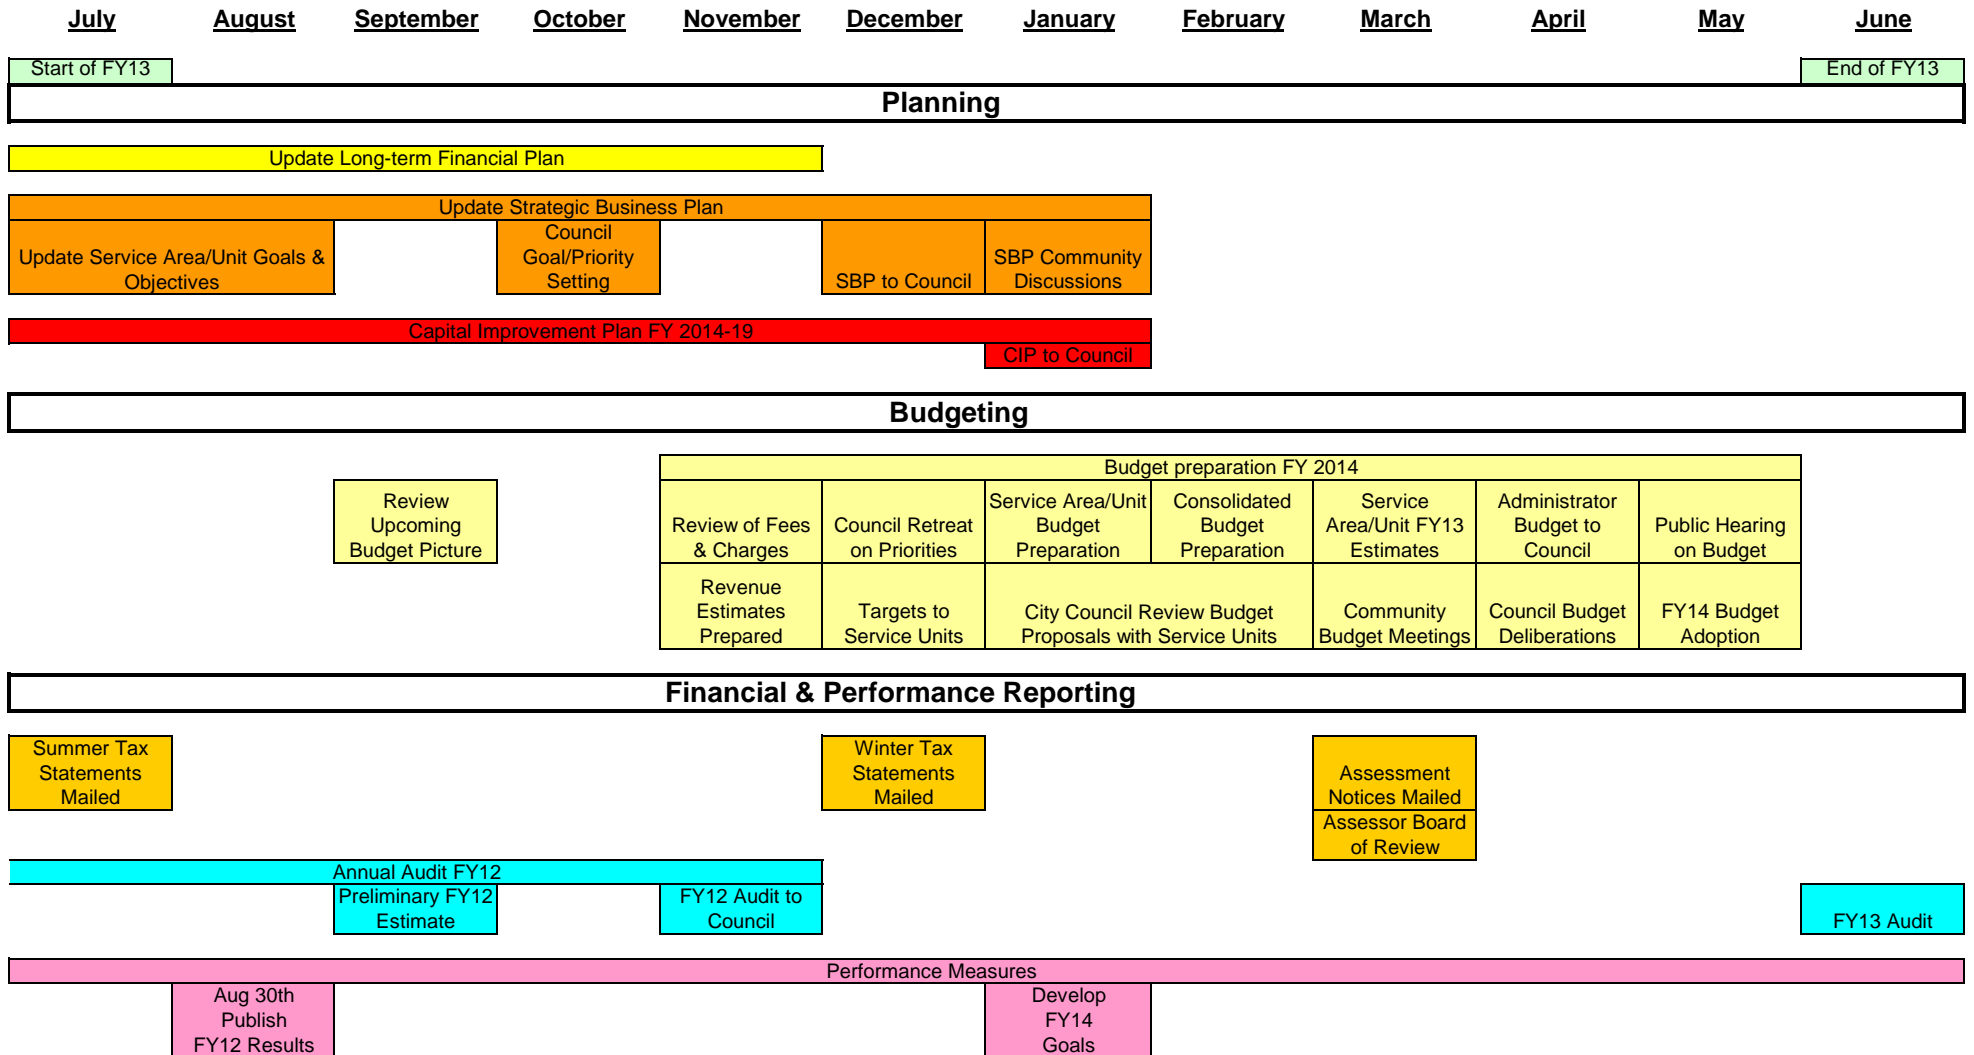 July August September October November December January February March April May June
Start of FY13 End of FY13
Planning
Update Long-term Financial Plan
Update Strategic Business Plan
Update Service Area/Unit Goals &
Objectives
Council
Goal/Priority
Setting
SBP to Council
SBP Community
Discussions
Capital Improvement Plan FY 2014-19
CIP to Council
Budgeting
Budget preparation FY 2014
Review
Upcoming
Budget Picture
Review of Fees
& Charges
Council Retreat
on Priorities
Service Area/Unit
Budget
Preparation
Consolidated
Budget
Preparation
Service
Area/Unit FY13
Estimates
Administrator
Budget to
Council
Public Hearing
on Budget
Revenue
Estimates
Prepared
Targets to
Service Units
City Council Review Budget
Proposals with Service Units
Community
Budget Meetings
Council Budget
Deliberations
FY14 Budget
Adoption
Financial & Performance Reporting
Summer Tax
Statements
Mailed
Winter Tax
Statements
Mailed
Assessment
Notices Mailed
Assessor Board
of Review
Annual Audit FY12
Preliminary FY12
Estimate
FY12 Audit to
Council
FY13 Audit
Performance Measures
Aug 30th
Publish
FY12 Results
Develop
FY14
Goals